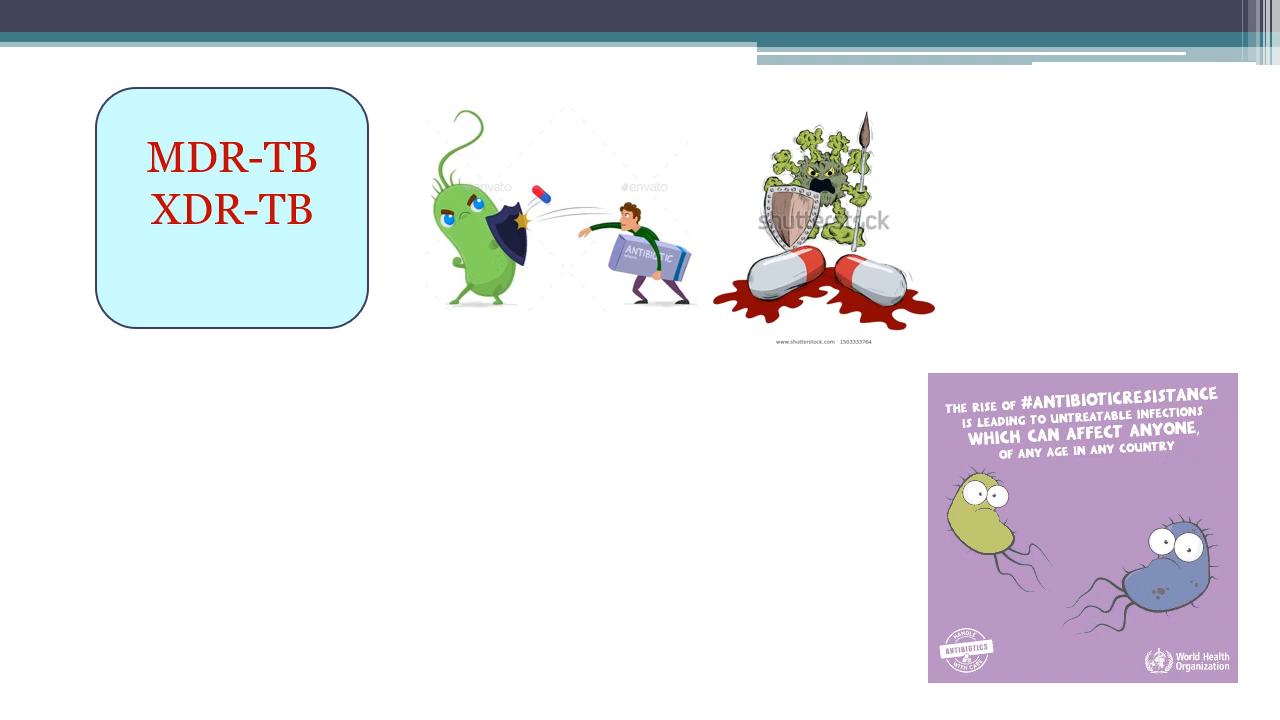 MDR-TB
XDR-TB
envato
#envato
ANTIBIOTIC
shutterstock
www.shutterstock.com · 1503333764
THE RISE OF #ANTIBIOTICRESISTANCE
IS LEADING TO UNTREATABLE INFECTIONS
WHICH CAN AFFECT ANYONE,
OF ANY AGE IN ANY COUNTRY
HANDLE
ANTIBIOTICS
WITH CARE
World Health
Organization